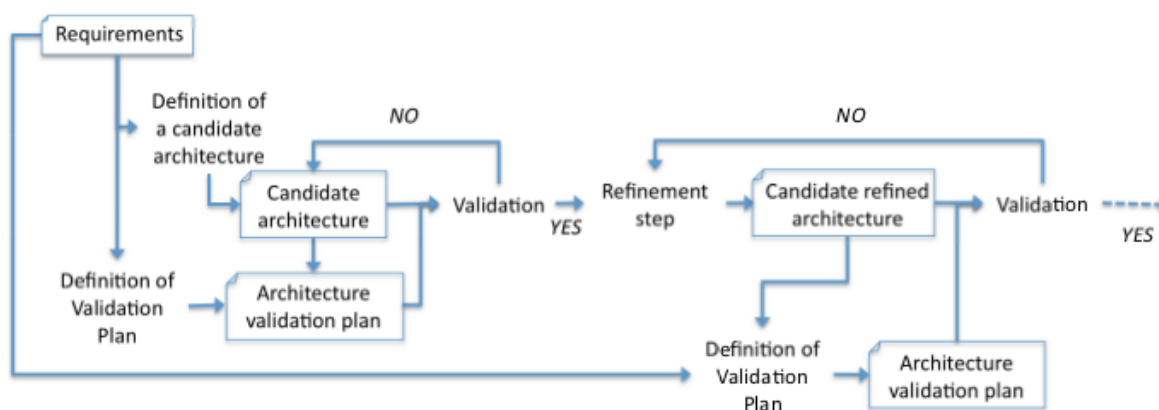 Requirements
Definition of
a candidate
architecture
NO
Candidate
architecture
Validation
YES
Definition of
Validation
Plan
Architecture
validation plan
NO
Refinement
step
Candidate refined
architecture
Validation
YES
Definition of
Validation
Plan
Architecture
validation plan